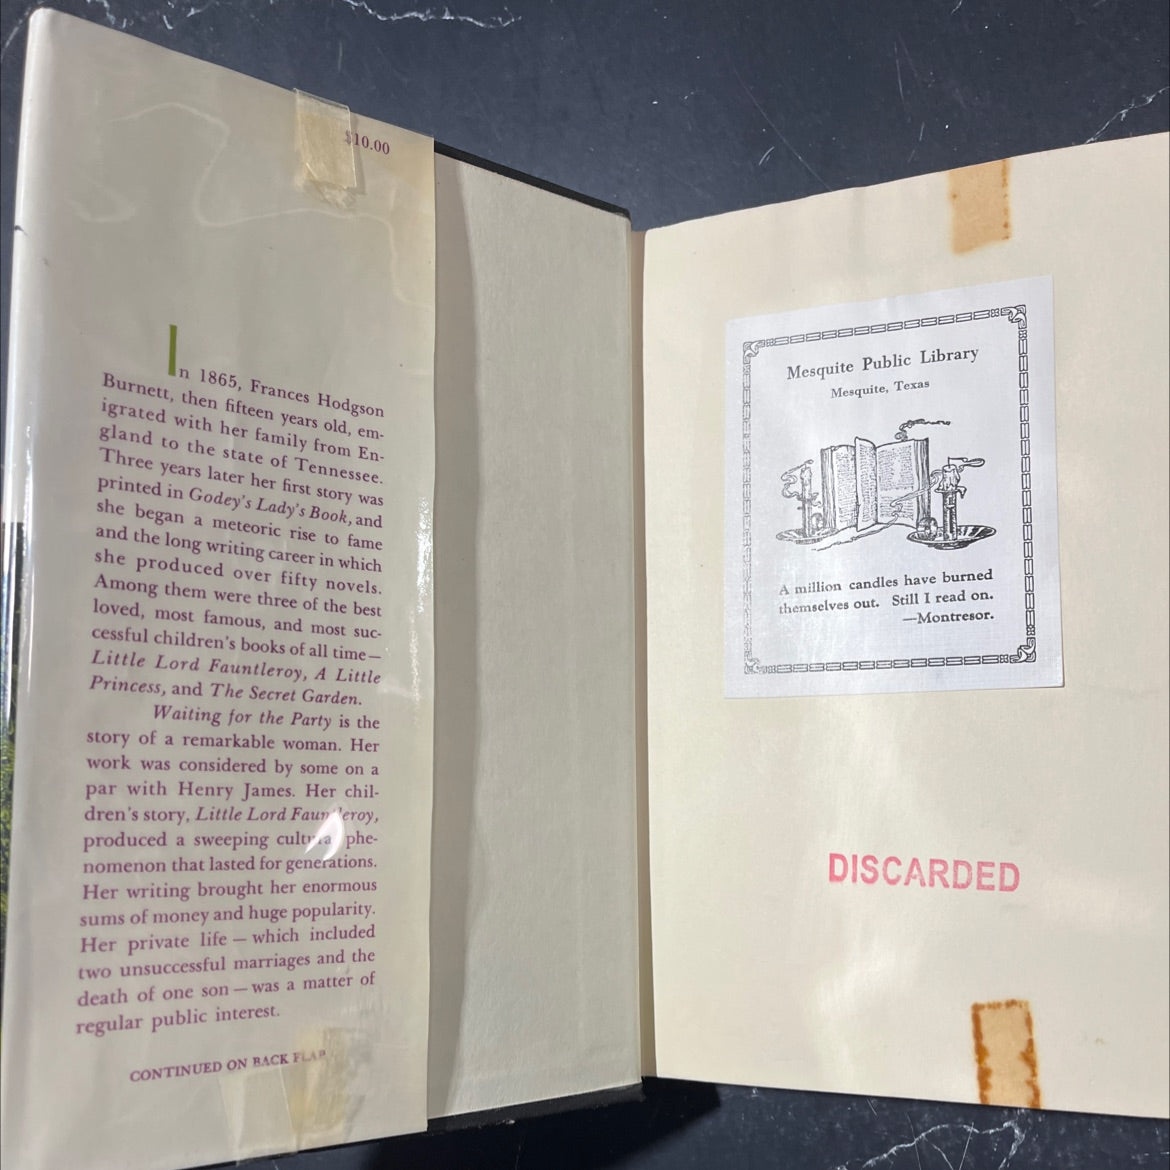 $10.00
In 1865, Frances Hodgson
Burnett, then fifteen years old, em-
igrated with her family from En-
gland to the state of Tennessee.
Three years later her first story was
printed in Godey's Lady's Book, and
she began a meteoric rise to fame
and the long writing career in which
she produced over fifty novels.
Among them were three of the best
loved, most famous, and most suc-
cessful children's books of all time—
Little Lord Fauntleroy, A Little
Princess, and The Secret Garden.
Waiting for the Party is the
story of a remarkable woman. Her
work was considered by some on a
par with Henry James. Her chil-
dren's story, Little Lord Fauntleroy,
produced a sweeping cultural phe-
nomenon that lasted for generations.
Her writing brought her enormous
sums of money and huge popularity.
Her private life—which included
two unsuccessful marriages and the
death of one son—was a matter of
regular public interest.
CONTINUED ON BACK FLAP
Mesquite Public Library
Mesquite, Texas
A million candles have burned
themselves out. Still I read on.
—Montresor.
DISCARDED